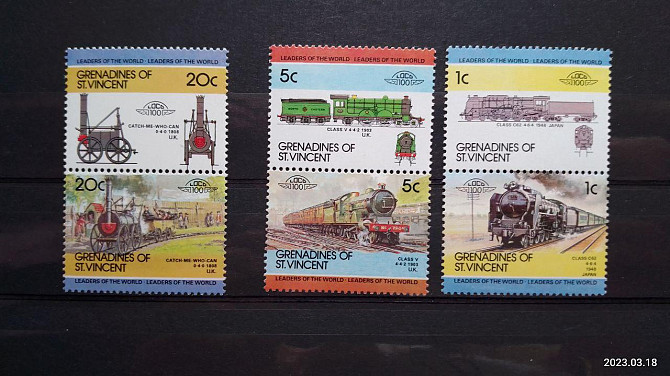 LEADERS OF THE WORLD · LEADERS OF THE WORLD
GRENADINES OF
ST.VINCENT
20c
LOCO
100
CATCH-ME-WHO-CAN
0-4-0 1808
U.K.
20c
LOCO
100
CATCH-ME-WHO-CAN
0-4-0 1808
U.K.
GRENADINES OF
ST.VINCENT
LEADERS OF THE WORLD · LEADERS OF THE WORLD
LEADERS OF THE WORLD · LEADERS OF THE WORLD
5c
LOCO
100
CLASS V 4-4-2 1903
U.K.
GRENADINES OF
ST.VINCENT
LOCO
100
5c
GRENADINES OF
ST.VINCENT
CLASS V
4-4-2 1903
U.K.
LEADERS OF THE WORLD · LEADERS OF THE WORLD
LEADERS OF THE WORLD · LEADERS OF THE WORLD
1c
LOCO
100
CLASS C62 4-6-4 1948 JAPAN
GRENADINES OF
ST.VINCENT
LOCO
100
1c
GRENADINES OF
ST.VINCENT
CLASS C62
4-6-4
1948
JAPAN
LEADERS OF THE WORLD · LEADERS OF THE WORLD
2023.03.18